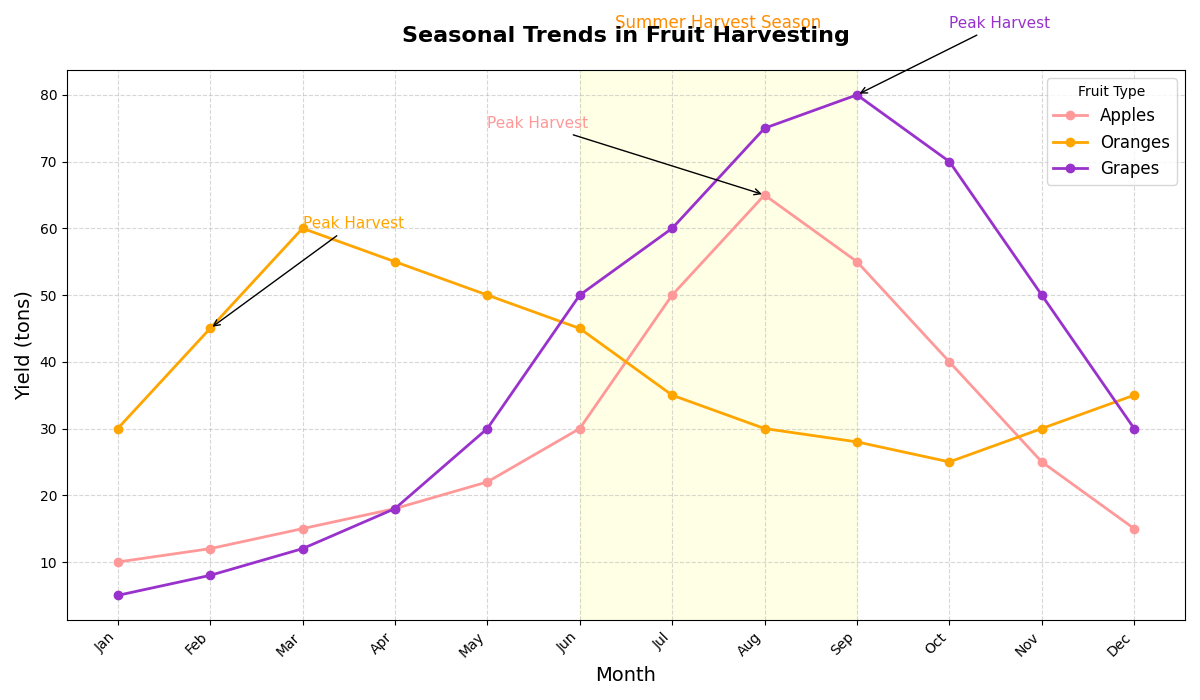 Summer Harvest Season
Peak Harvest
Seasonal Trends in Fruit Harvesting
Fruit Type
Apples
Oranges
Grapes
Peak Harvest
Peak Harvest
Yield (tons)
80
70
60
50
40
30
20
10
Jan
Feb
Mar
Apr
May
Jun
Jul
Aug
Sep
Oct
Nov
Dec
Month